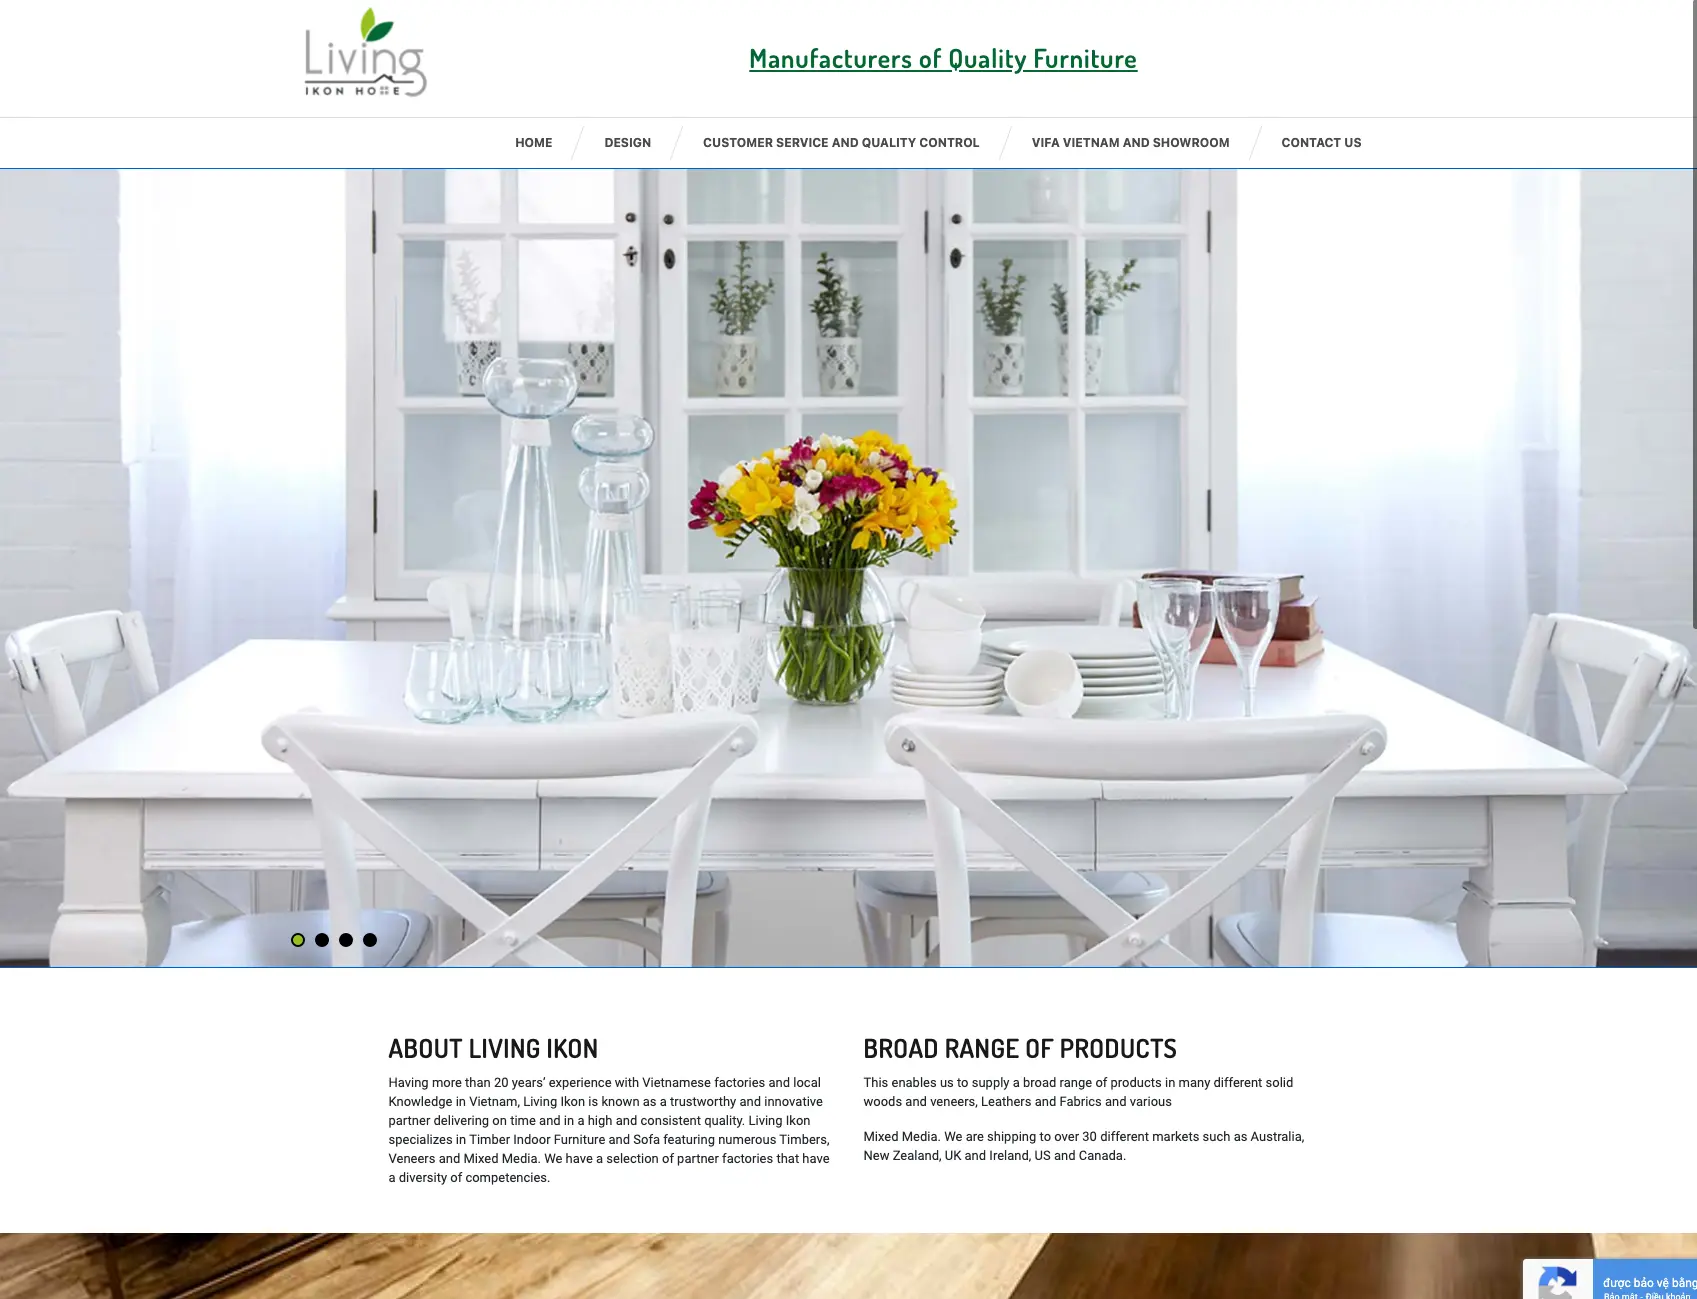 Living
IKON HOME
Manufacturers of Quality Furniture
HOME
DESIGN
CUSTOMER SERVICE AND QUALITY CONTROL
VIFA VIETNAM AND SHOWROOM
CONTACT US
ABOUT LIVING IKON
Having more than 20 years’ experience with Vietnamese factories and local
Knowledge in Vietnam, Living Ikon is known as a trustworthy and innovative
partner delivering on time and in a high and consistent quality. Living Ikon
specializes in Timber Indoor Furniture and Sofa featuring numerous Timbers,
Veneers and Mixed Media. We have a selection of partner factories that have
a diversity of competencies.
BROAD RANGE OF PRODUCTS
This enables us to supply a broad range of products in many different solid
woods and veneers, Leathers and Fabrics and various
Mixed Media. We are shipping to over 30 different markets such as Australia,
New Zealand, UK and Ireland, US and Canada.
được bảo vệ bằng
Bảo mật - Điều khoản